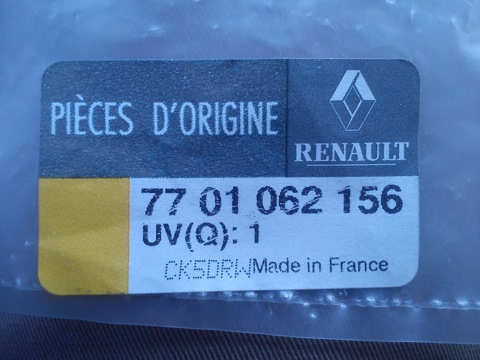 PIÈCES D'ORIGINE
RENAULT
77 01 062 156
UV(Q): 1
CK5DRW Made in France